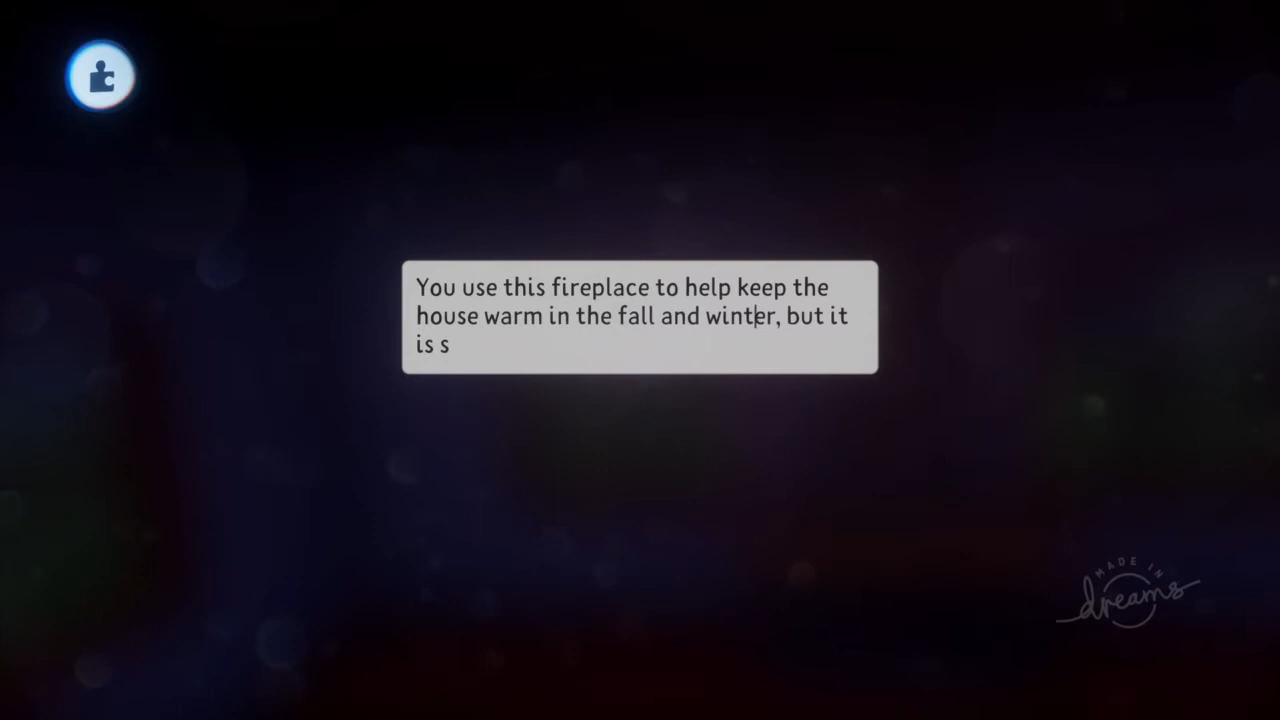 You use this fireplace to help keep the
house warm in the fall and winter, but it
is s
MADE IN
dreams